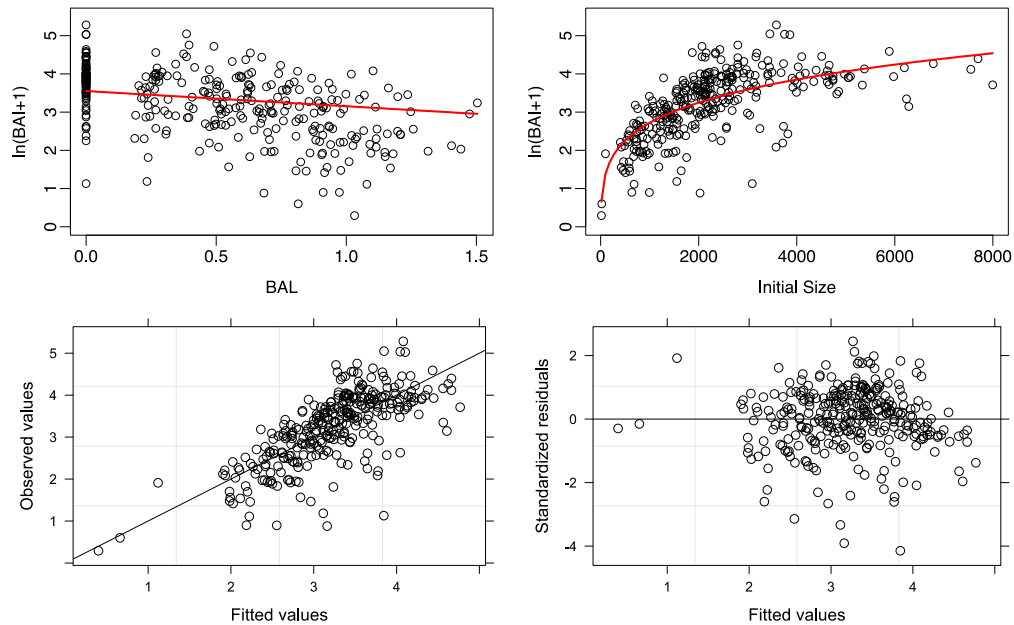 ln(BAI+1)
5
4
3
2
1
0
0.0 0.5 1.0 1.5
BAL
ln(BAI+1)
5
4
3
2
1
0
0 2000 4000 6000 8000
Initial Size
Observed values
5
4
3
2
1
1 2 3 4
Fitted values
Standardized residuals
2
0
-2
-4
1 2 3 4
Fitted values